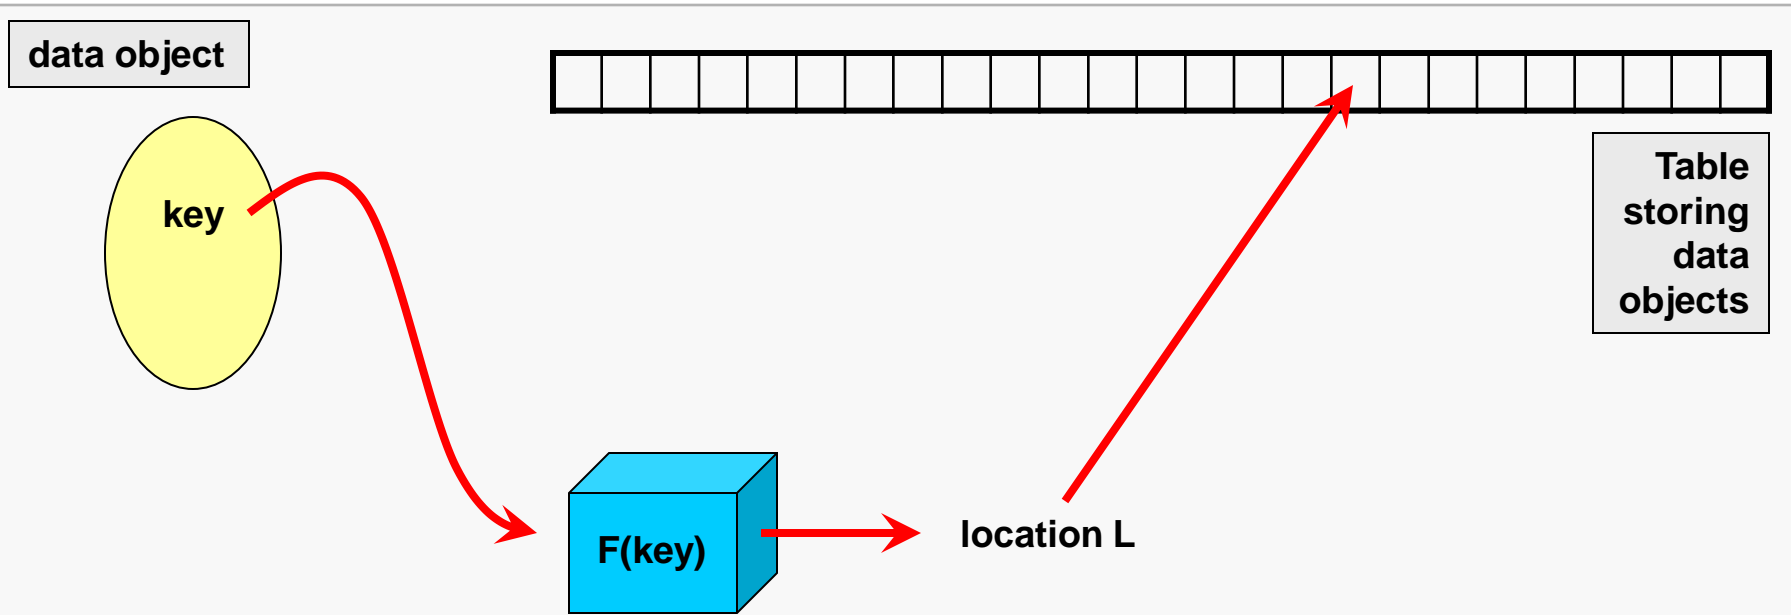 data object
key
Table
storing
data
objects
F(key)
location L